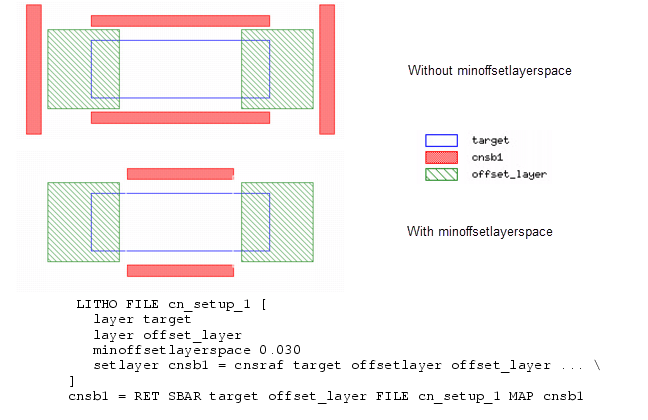 Without minoffsetlayerspace
target
cnsb1
offset_layer
With minoffsetlayerspace
LITHO FILE cn_setup_1 [
layer target
layer offset_layer
minoffsetlayerspace 0.030
setlayer cnsb1 = cnsraf target offsetlayer offset_layer ... \
]
cnsb1 = RET SBAR target offset_layer FILE cn_setup_1 MAP cnsb1